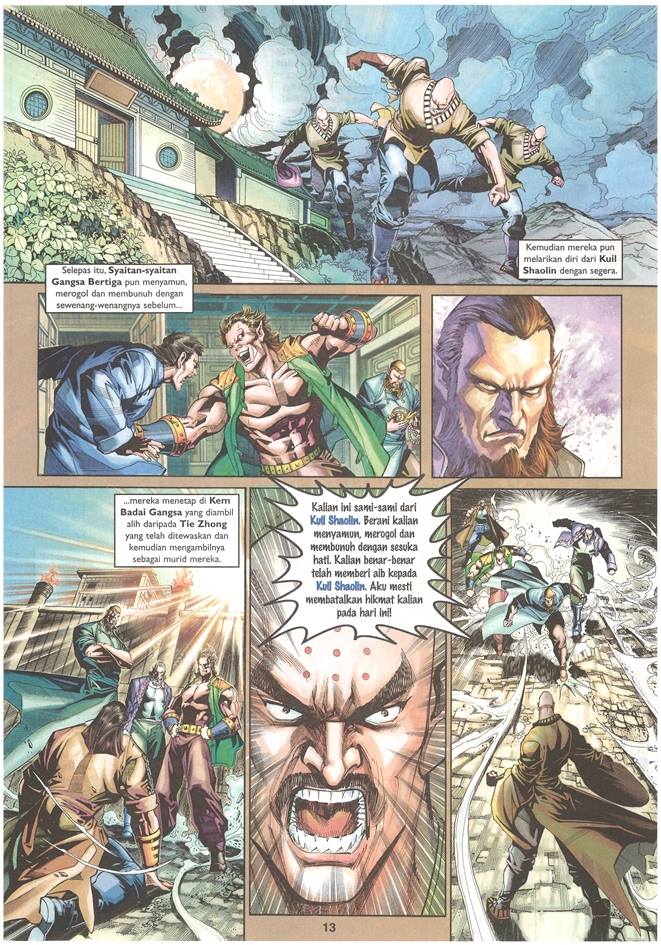 Kemudian mereka pun
melarikan diri dari Kuil
Shaolin dengan segera.
Selepas itu, Syaitan-syaitan
Gangsa Bertiga pun menyamun,
merogol dan membunuh dengan
sewenang-wenangnya sebelum...
...mereka menetap di Kem
Badai Gangsa yang diambil
alih daripada Tie Zhong
yang telah ditewaskan dan
kemudian mengambilnya
sebagai murid mereka.
Kalian ini sami-sami dari
Kuil Shaolin. Berani kalian
menyamun, merogol dan
membunuh dengan sesuka
hati. Kalian benar-benar
telah memberi aib kepada
Kuil Shaolin. Aku mesti
membatalkan hikmat kalian
pada hari ini!
13